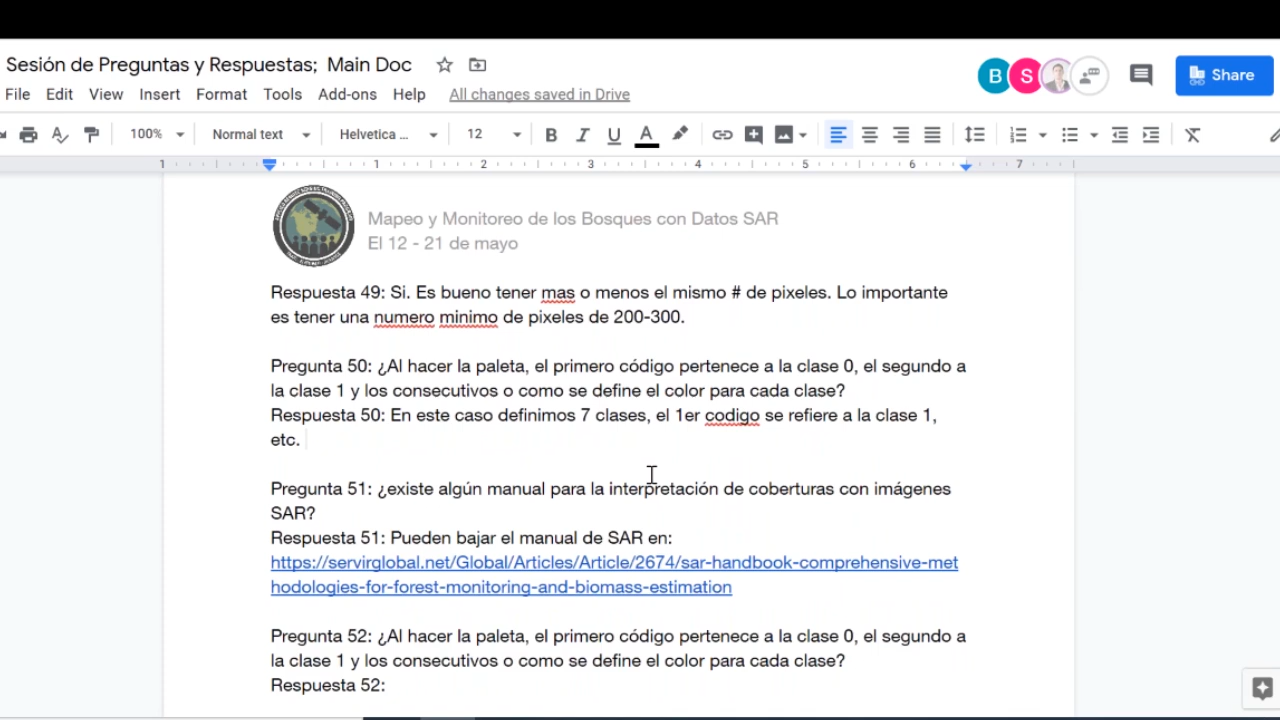 Sesión de Preguntas y Respuestas; Main Doc
B S
Share
File Edit View Insert Format Tools Add-ons Help All changes saved in Drive
100% Normal text Helvetica ... 12 B I U A
1 1 2 3 4 5 6 7
Mapeo y Monitoreo de los Bosques con Datos SAR
El 12 - 21 de mayo
Respuesta 49: Si. Es bueno tener mas o menos el mismo # de pixeles. Lo importante
es tener una numero minimo de pixeles de 200-300.
Pregunta 50: ¿Al hacer la paleta, el primero código pertenece a la clase 0, el segundo a
la clase 1 y los consecutivos o como se define el color para cada clase?
Respuesta 50: En este caso definimos 7 clases, el 1er codigo se refiere a la clase 1,
etc.
Pregunta 51: ¿existe algún manual para la interpretación de coberturas con imágenes
SAR?
Respuesta 51: Pueden bajar el manual de SAR en:
https://servirglobal.net/Global/Articles/Article/2674/sar-handbook-comprehensive-met
hodologies-for-forest-monitoring-and-biomass-estimation
Pregunta 52: ¿Al hacer la paleta, el primero código pertenece a la clase 0, el segundo a
la clase 1 y los consecutivos o como se define el color para cada clase?
Respuesta 52: